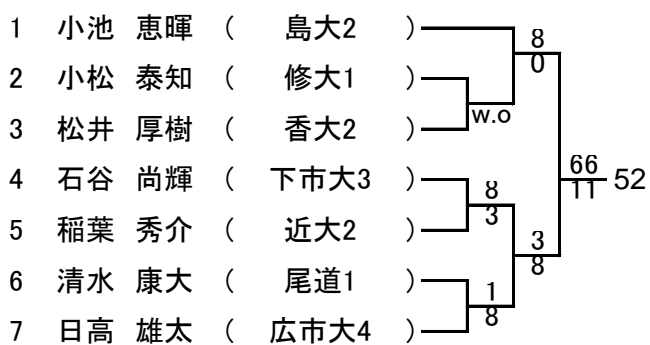 1 小池 恵暉 ( 島大2 )
2 小松 泰知 ( 修大1 )
3 松井 厚樹 ( 香大2 )
4 石谷 尚輝 ( 下市大3 )
5 稲葉 秀介 ( 近大2 )
6 清水 康大 ( 尾道1 )
7 日高 雄太 ( 広市大4 )
w.o
8
0
8
3
1
8
3
8
66
11
52